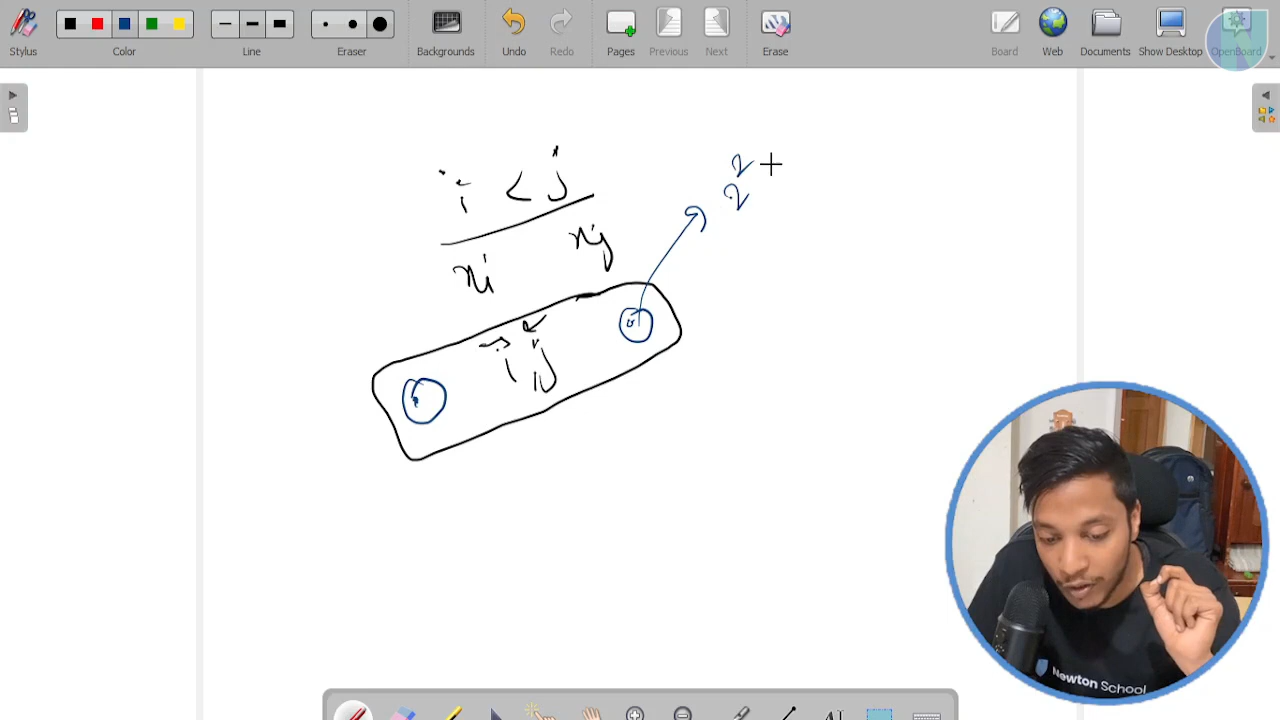 Stylus
Color
Line
Eraser
Backgrounds
Undo
Redo
Pages
Previous
Next
Erase
Board
Web
Documents
Show Desktop
OpenBoard
i < j
xi xj
i, j
2
2
Newton School